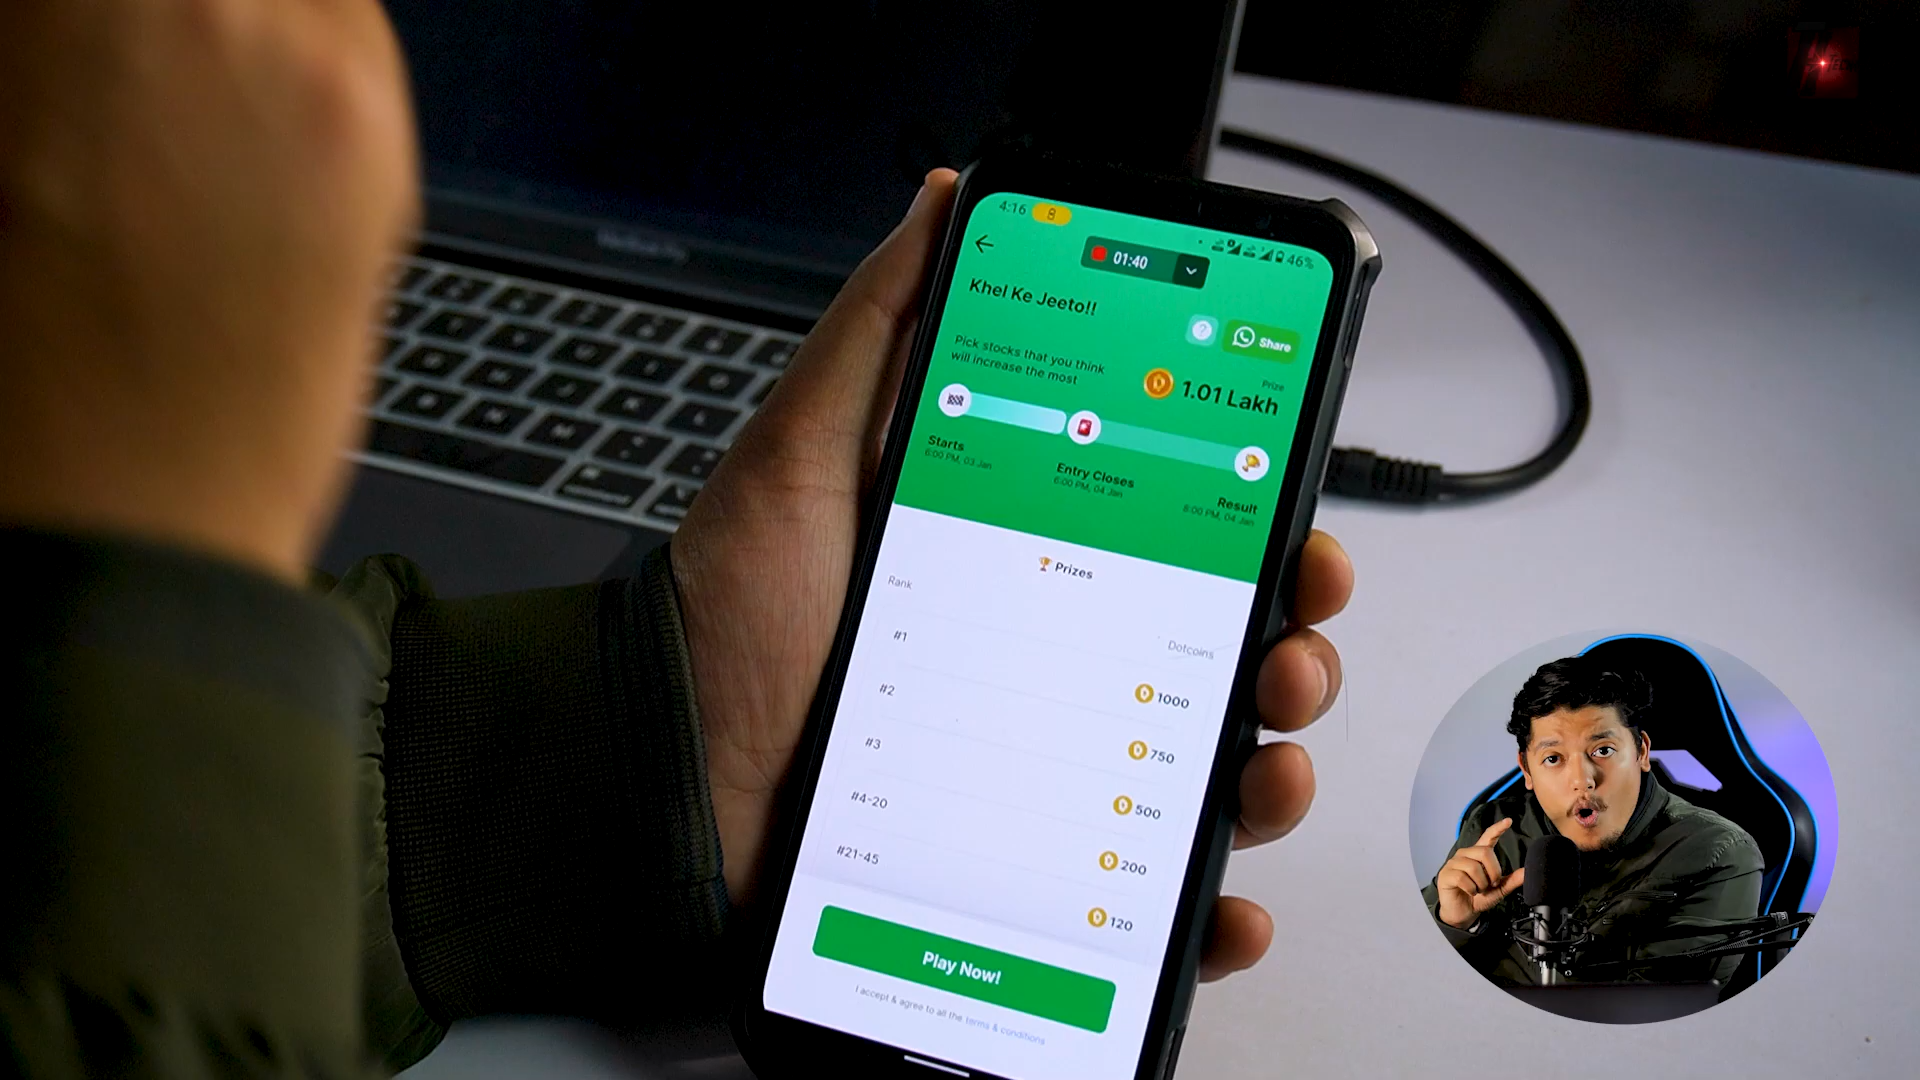 4:16
46%
01:40
Khel Ke Jeeto!!
Share
Pick stocks that you think
will increase the most
Prize
1.01 Lakh
Starts
6:00 PM, 03 Jan
Entry Closes
6:00 PM, 04 Jan
Result
8:00 PM, 04 Jan
Prizes
Rank
Dotcoins
#1
1000
#2
750
#3
500
#4-20
200
#21-45
120
Play Now!
I accept & agree to all the terms & conditions